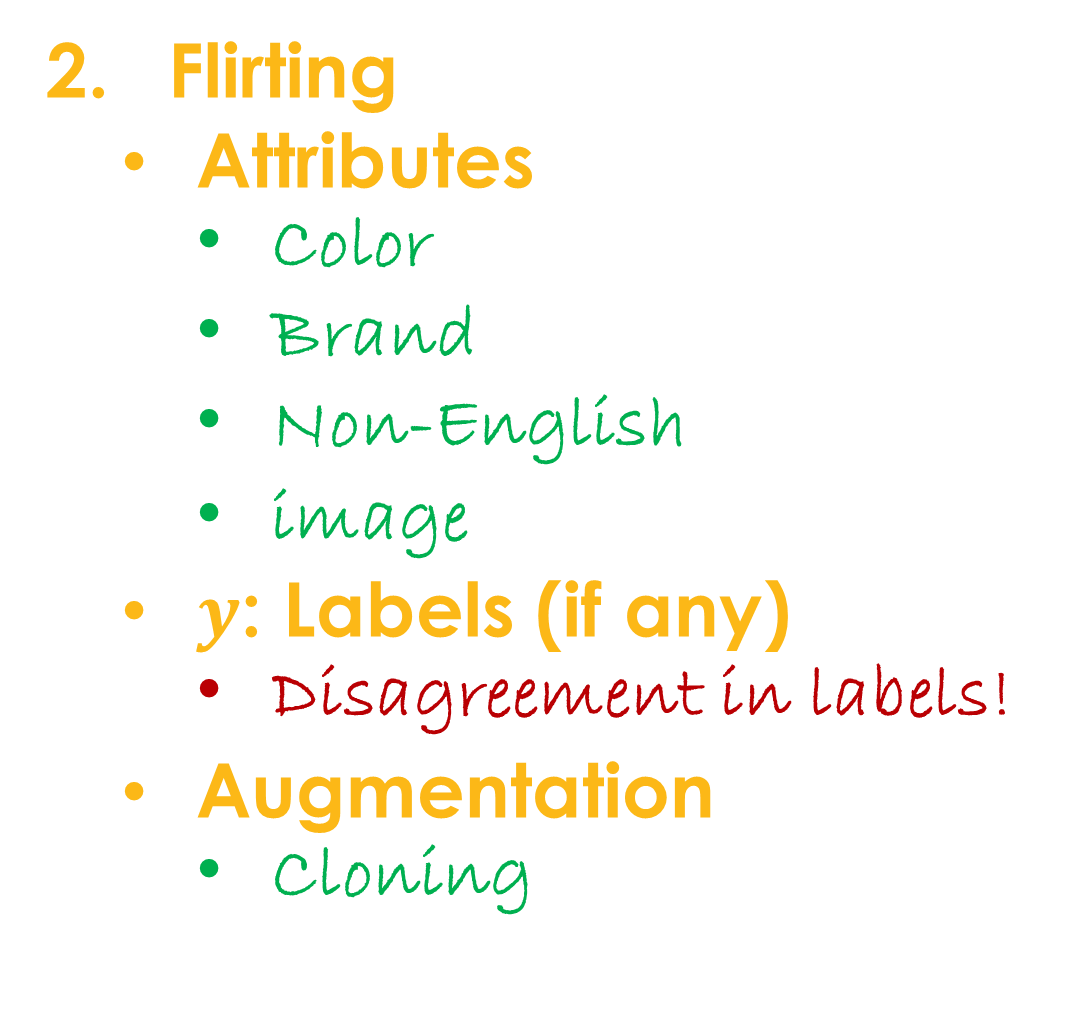 2. Flirting
• Attributes
• Color
• Brand
• Non-English
• image
• y: Labels (if any)
• Disagreement in labels!
• Augmentation
• Cloning